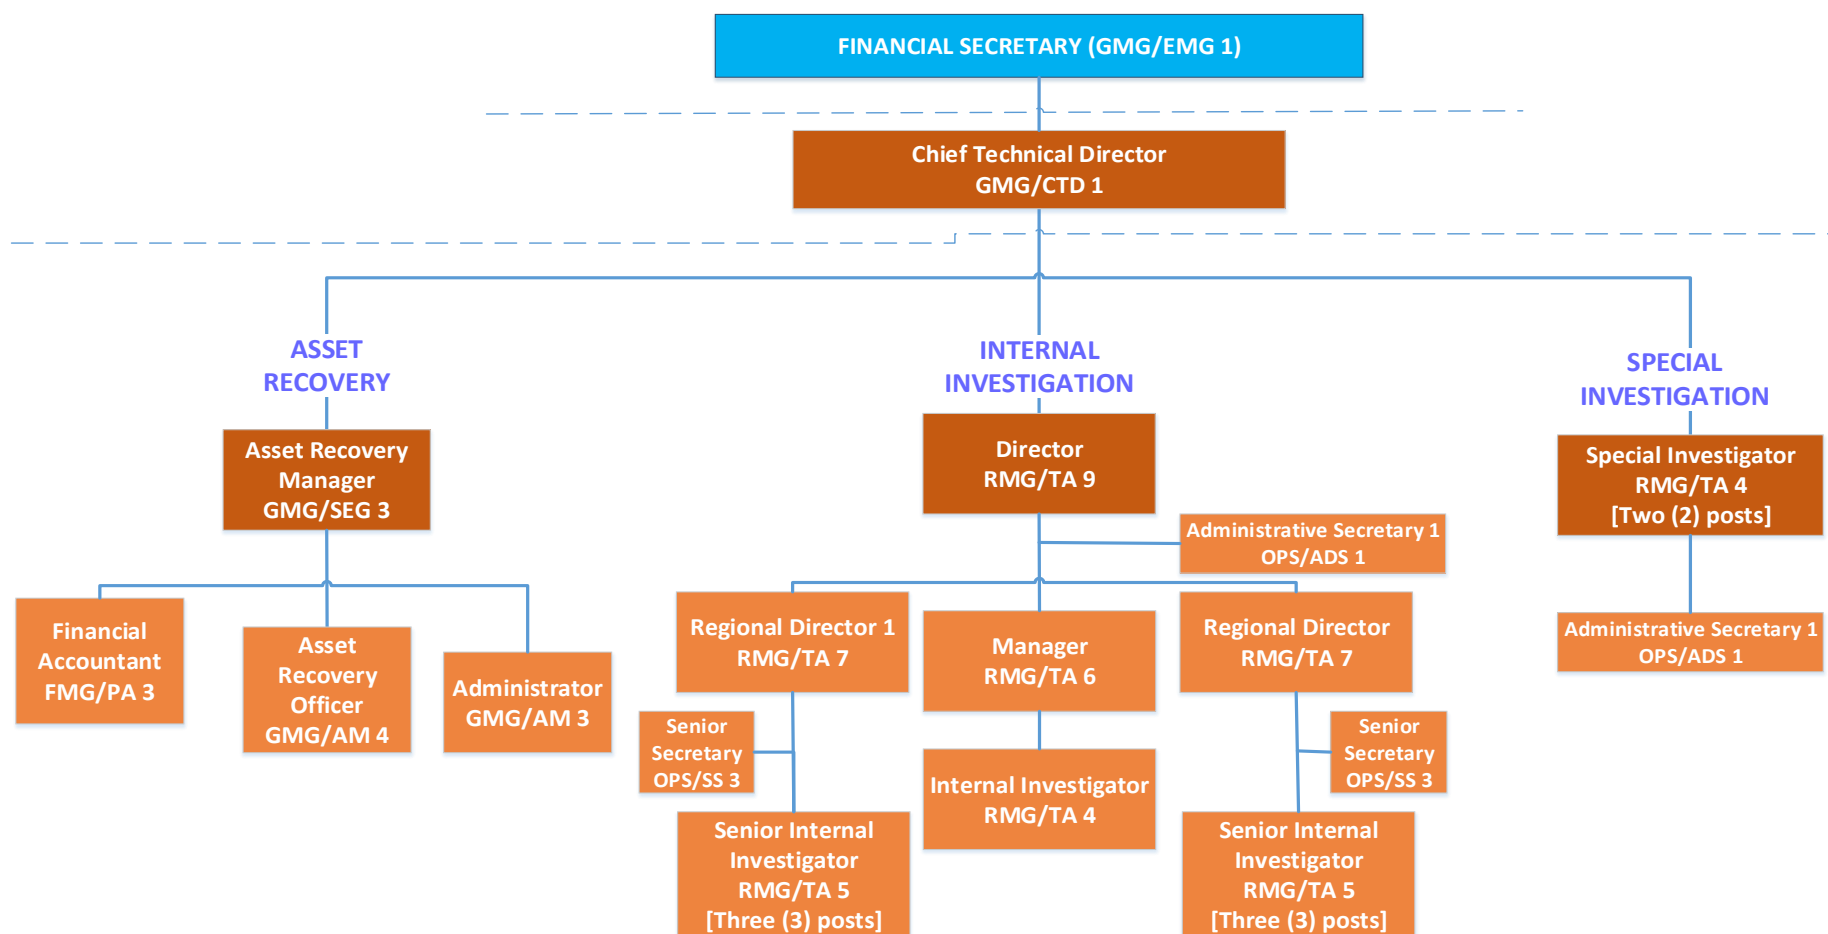 FINANCIAL SECRETARY (GMG/EMG 1)
Chief Technical Director
GMG/CTD 1
ASSET
RECOVERY
INTERNAL
INVESTIGATION
SPECIAL
INVESTIGATION
Asset Recovery
Manager
GMG/SEG 3
Director
RMG/TA 9
Special Investigator
RMG/TA 4
[Two (2) posts]
Administrative Secretary 1
OPS/ADS 1
Financial
Accountant
FMG/PA 3
Asset
Recovery
Officer
GMG/AM 4
Administrator
GMG/AM 3
Regional Director 1
RMG/TA 7
Manager
RMG/TA 6
Regional Director
RMG/TA 7
Administrative Secretary 1
OPS/ADS 1
Senior
Secretary
OPS/SS 3
Internal Investigator
RMG/TA 4
Senior
Secretary
OPS/SS 3
Senior Internal
Investigator
RMG/TA 5
[Three (3) posts]
Senior Internal
Investigator
RMG/TA 5
[Three (3) posts]